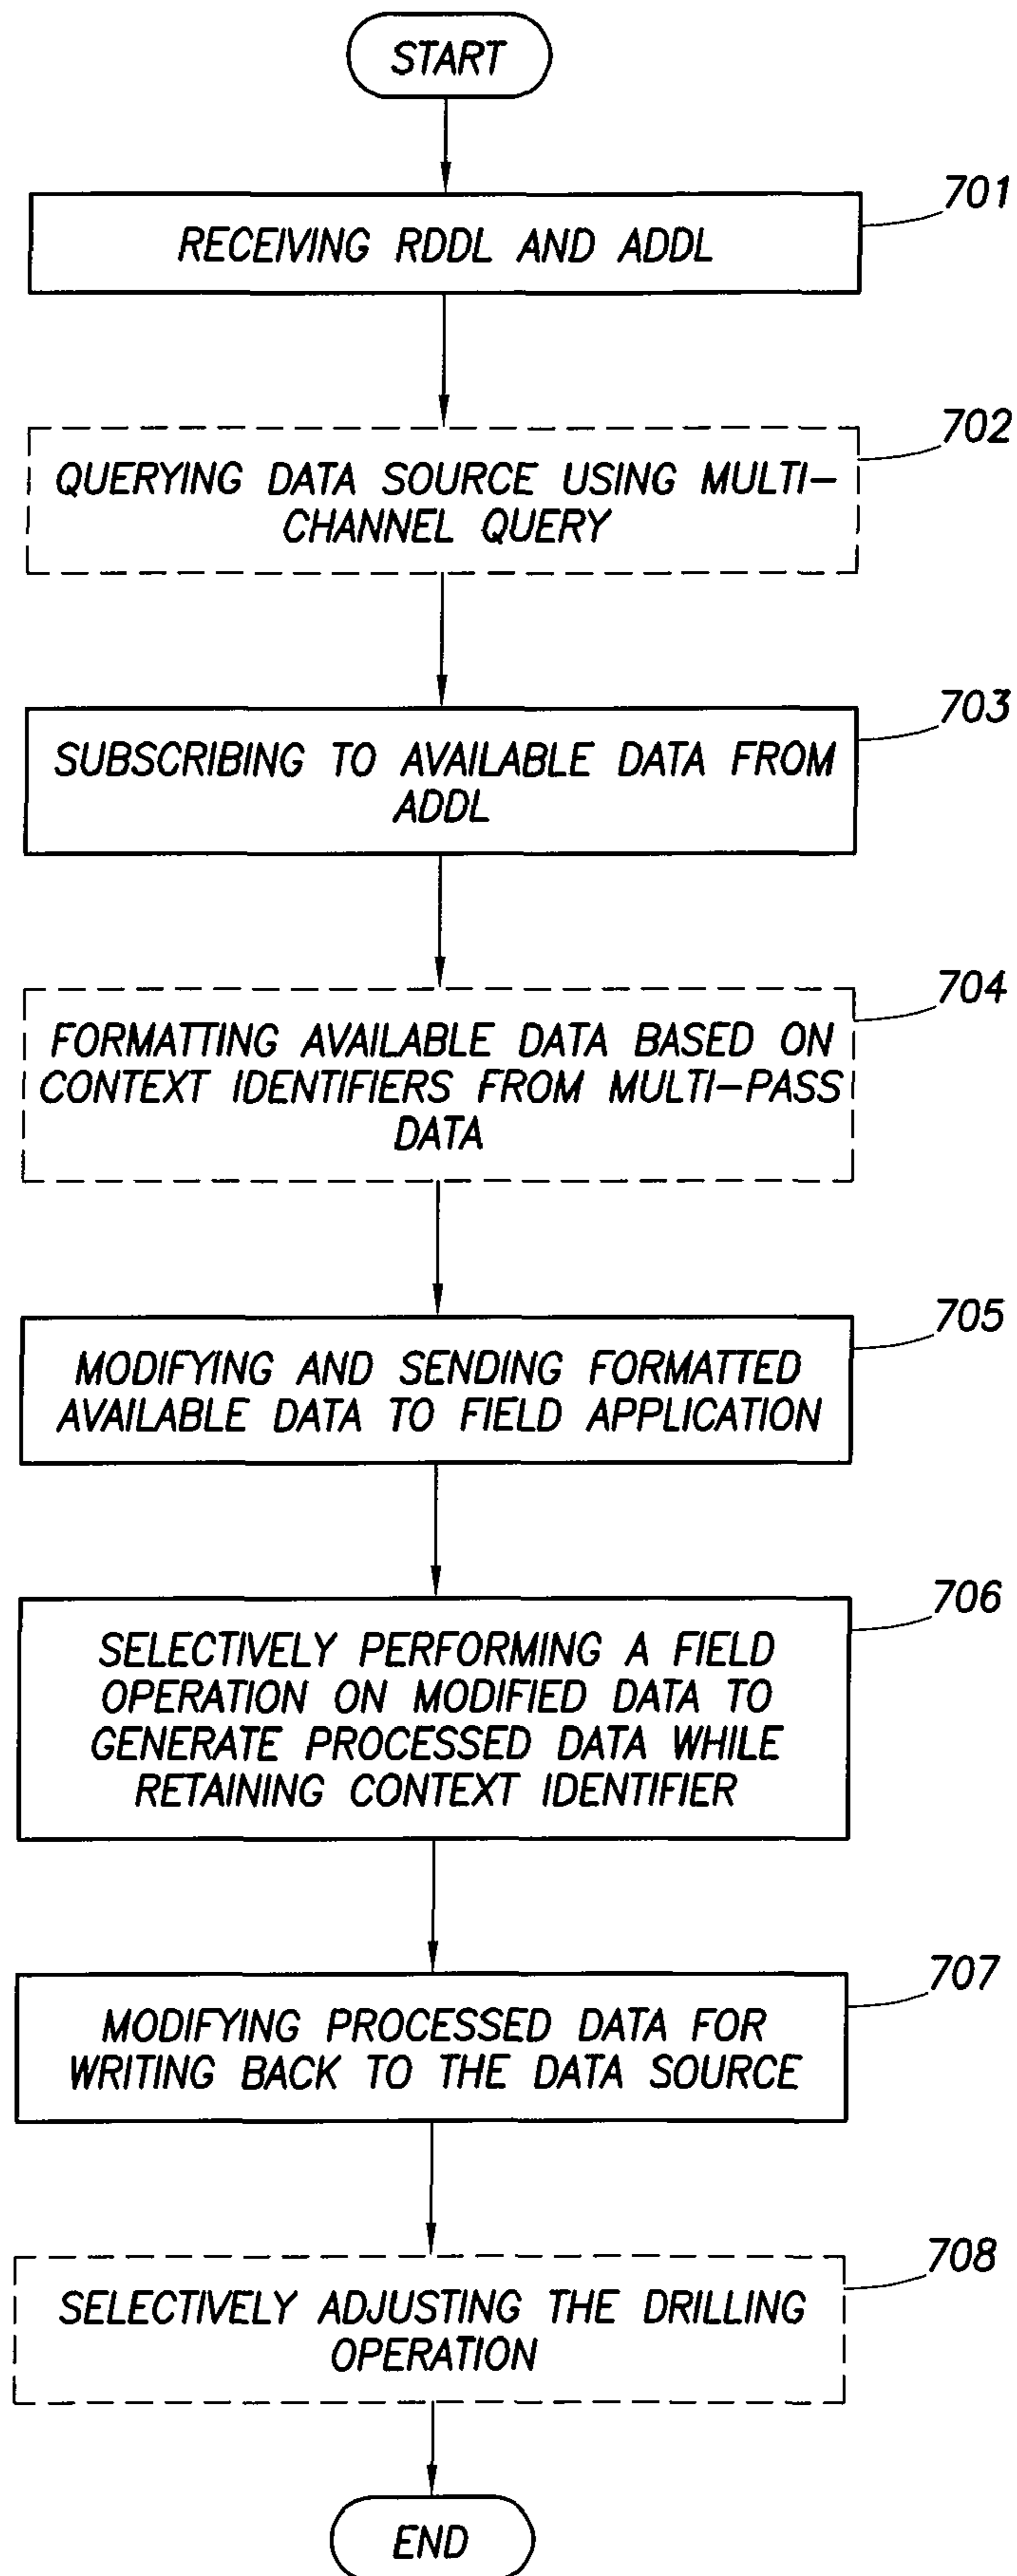 START
701
RECEIVING RDDL AND ADDL
702
QUERYING DATA SOURCE USING MULTI-
CHANNEL QUERY
703
SUBSCRIBING TO AVAILABLE DATA FROM
ADDL
704
FORMATTING AVAILABLE DATA BASED ON
CONTEXT IDENTIFIERS FROM MULTI-PASS
DATA
705
MODIFYING AND SENDING FORMATTED
AVAILABLE DATA TO FIELD APPLICATION
706
SELECTIVELY PERFORMING A FIELD
OPERATION ON MODIFIED DATA TO
GENERATE PROCESSED DATA WHILE
RETAINING CONTEXT IDENTIFIER
707
MODIFYING PROCESSED DATA FOR
WRITING BACK TO THE DATA SOURCE
708
SELECTIVELY ADJUSTING THE DRILLING
OPERATION
END